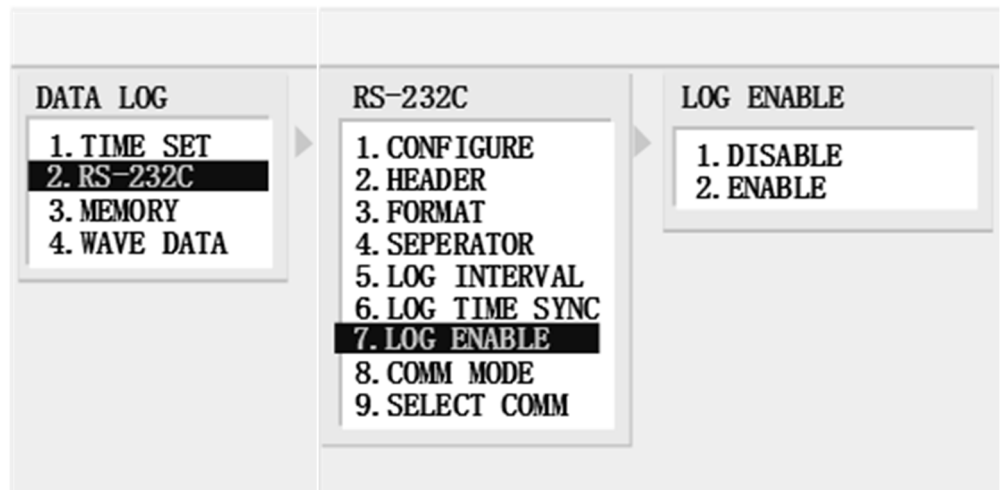 DATA LOG
1. TIME SET
2. RS-232C
3. MEMORY
4. WAVE DATA
RS-232C
1. CONFIGURE
2. HEADER
3. FORMAT
4. SEPERATOR
5. LOG INTERVAL
6. LOG TIME SYNC
7. LOG ENABLE
8. COMM MODE
9. SELECT COMM
LOG ENABLE
1. DISABLE
2. ENABLE